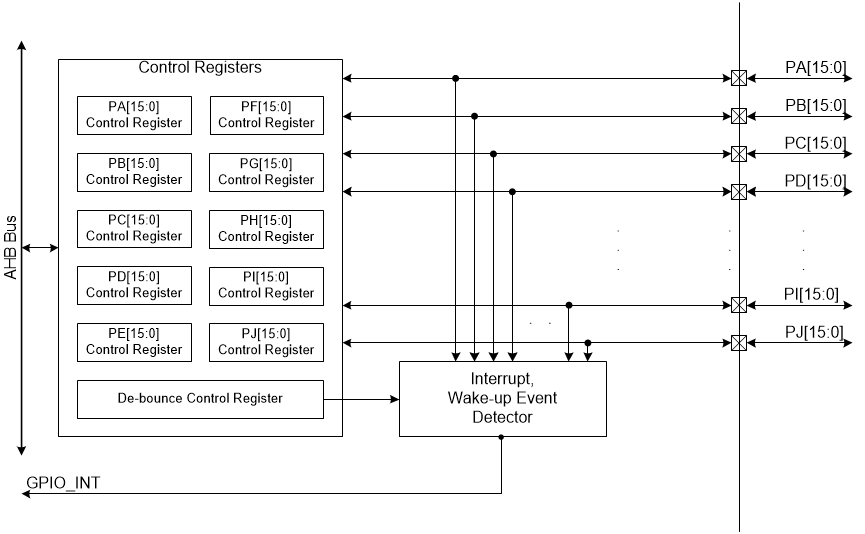 Control Registers
PA[15:0]
Control Register
PF[15:0]
Control Register
PB[15:0]
Control Register
PG[15:0]
Control Register
PC[15:0]
Control Register
PH[15:0]
Control Register
PD[15:0]
Control Register
PI[15:0]
Control Register
PE[15:0]
Control Register
PJ[15:0]
Control Register
De-bounce Control Register
AHB Bus
Interrupt,
Wake-up Event
Detector
GPIO_INT
PA[15:0]
PB[15:0]
PC[15:0]
PD[15:0]
PI[15:0]
PJ[15:0]